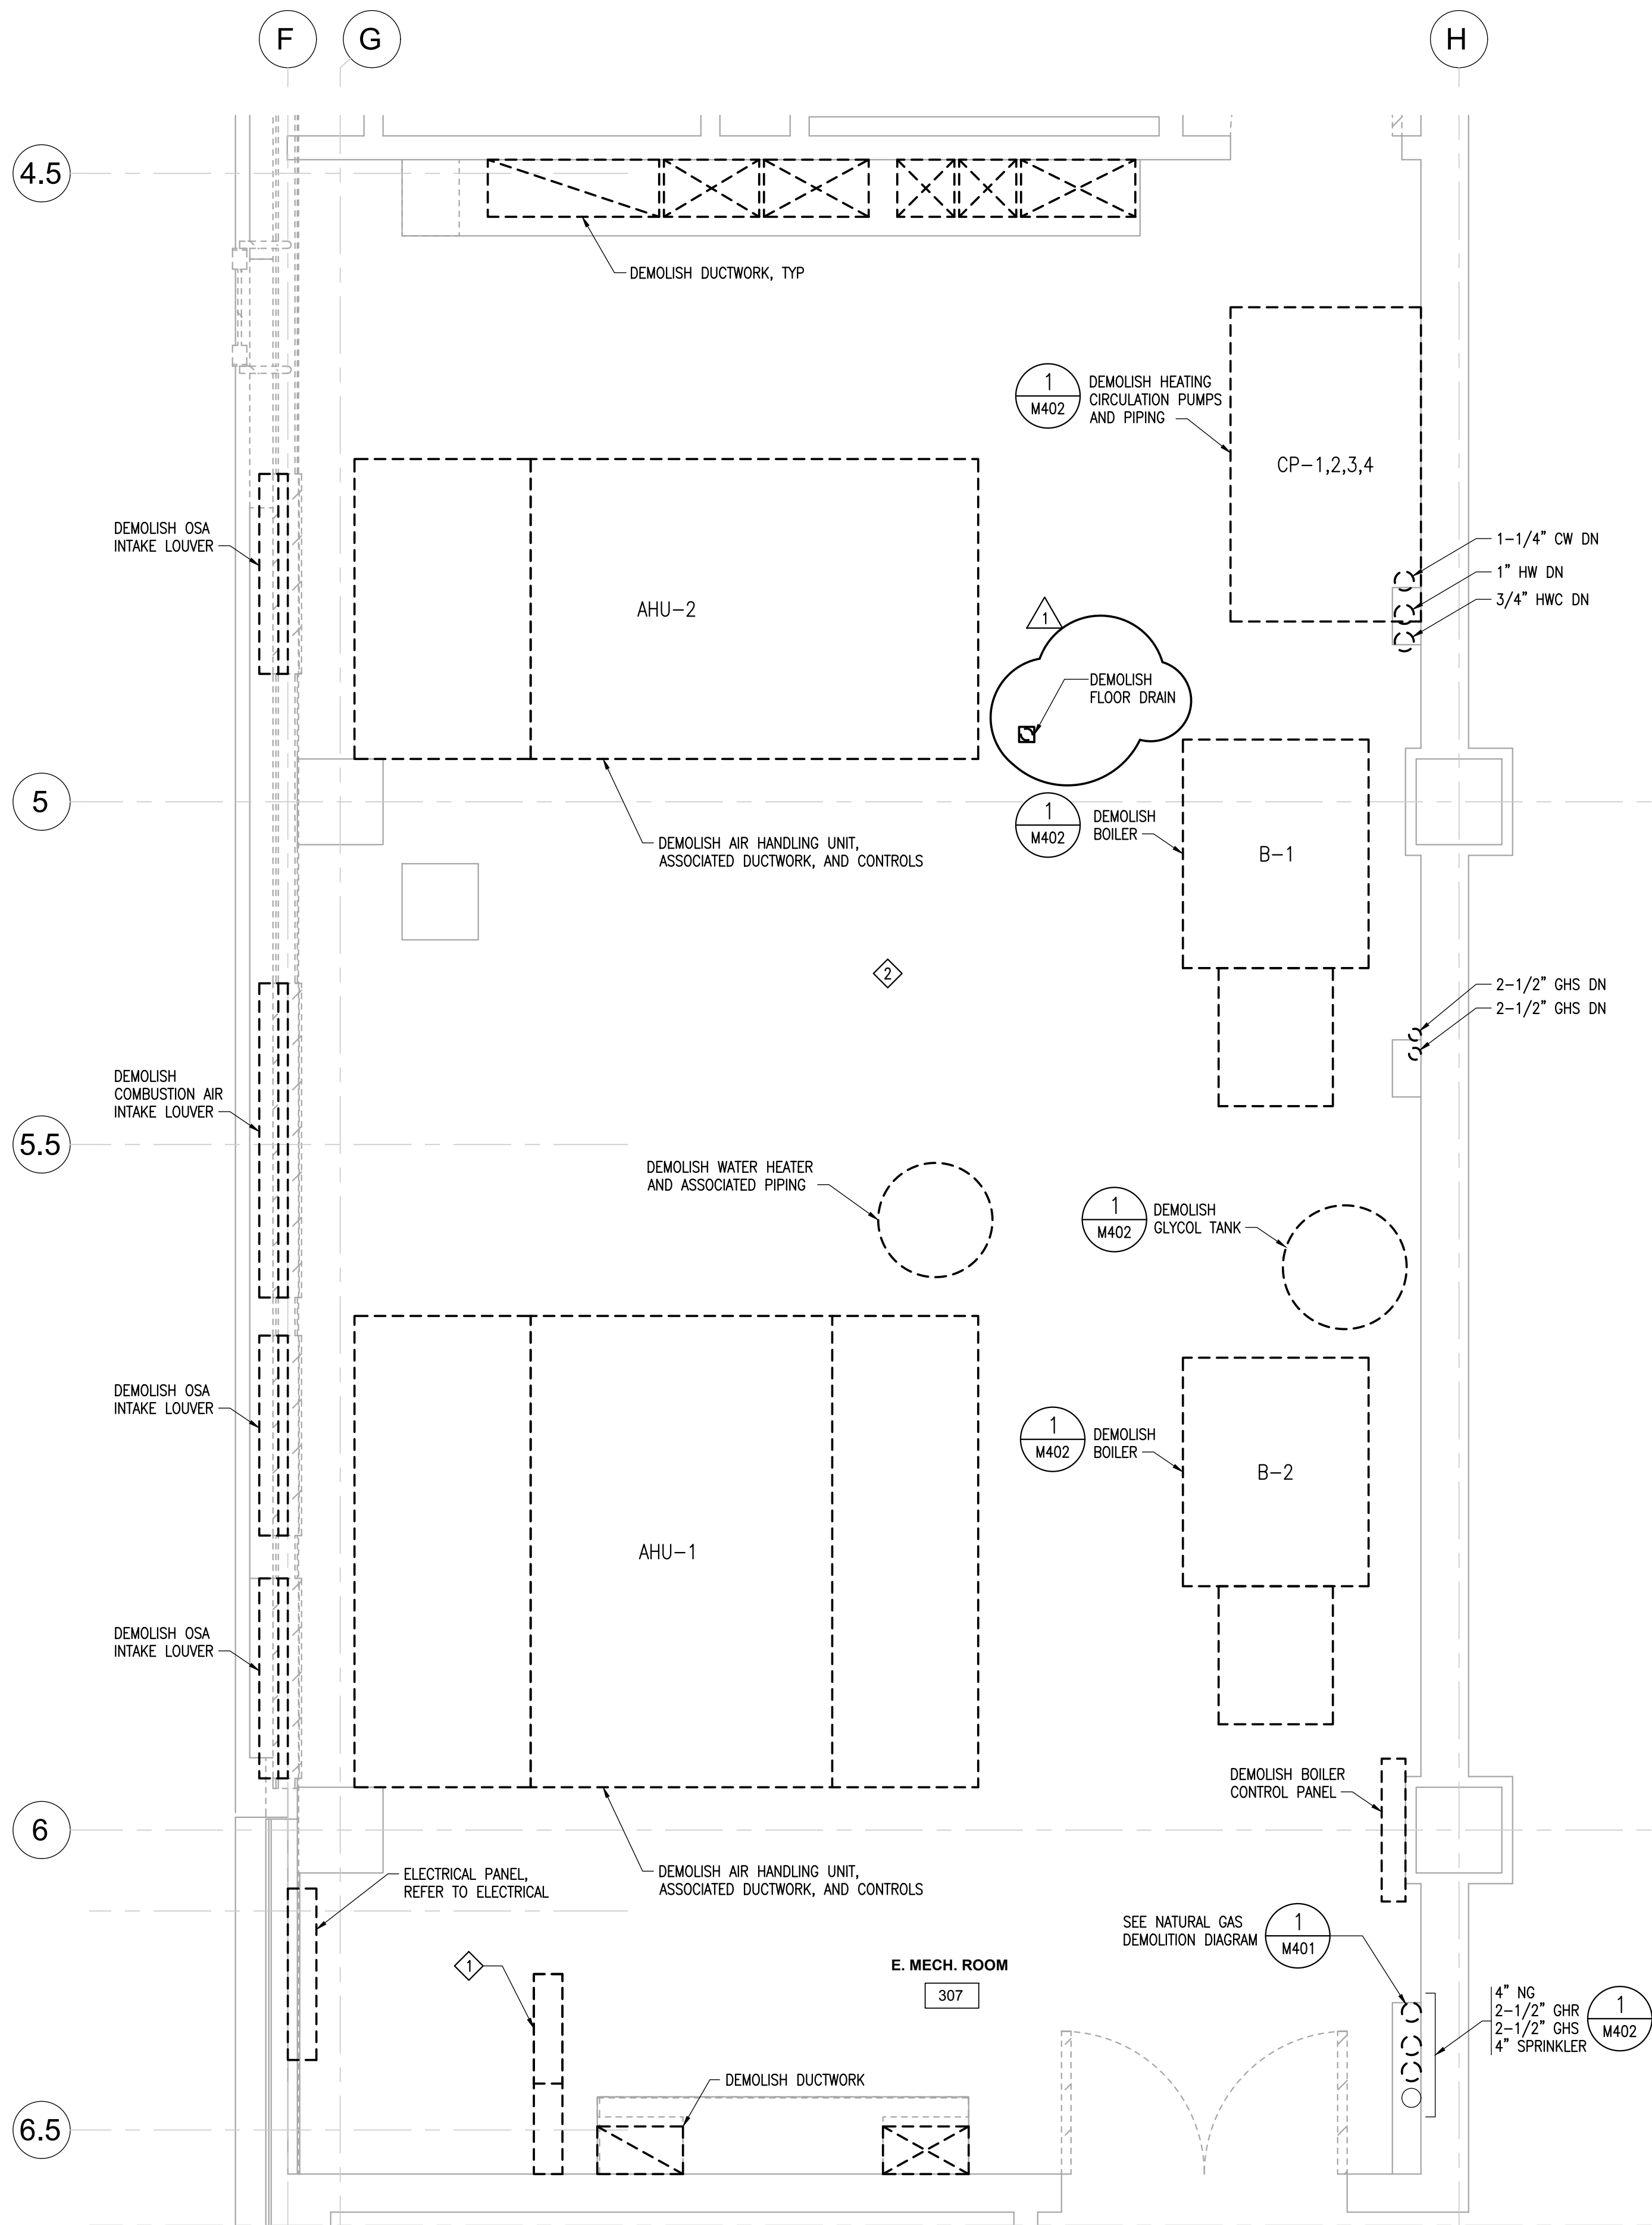 F
G
H
4.5
DEMOLISH DUCTWORK, TYP
1
M402
DEMOLISH HEATING
CIRCULATION PUMPS
AND PIPING
CP-1,2,3,4
DEMOLISH OSA
INTAKE LOUVER
1-1/4" CW DN
1" HW DN
3/4" HWC DN
AHU-2
1
DEMOLISH
FLOOR DRAIN
5
1
M402
DEMOLISH
BOILER
B-1
DEMOLISH AIR HANDLING UNIT,
ASSOCIATED DUCTWORK, AND CONTROLS
2
2-1/2" GHS DN
2-1/2" GHS DN
DEMOLISH
COMBUSTION AIR
INTAKE LOUVER
5.5
DEMOLISH WATER HEATER
AND ASSOCIATED PIPING
1
M402
DEMOLISH
GLYCOL TANK
DEMOLISH OSA
INTAKE LOUVER
1
M402
DEMOLISH
BOILER
B-2
AHU-1
DEMOLISH OSA
INTAKE LOUVER
DEMOLISH BOILER
CONTROL PANEL
6
ELECTRICAL PANEL,
REFER TO ELECTRICAL
DEMOLISH AIR HANDLING UNIT,
ASSOCIATED DUCTWORK, AND CONTROLS
SEE NATURAL GAS
DEMOLITION DIAGRAM
1
M401
1
E. MECH. ROOM
307
4" NG
2-1/2" GHR
2-1/2" GHS
4" SPRINKLER
1
M402
DEMOLISH DUCTWORK
6.5